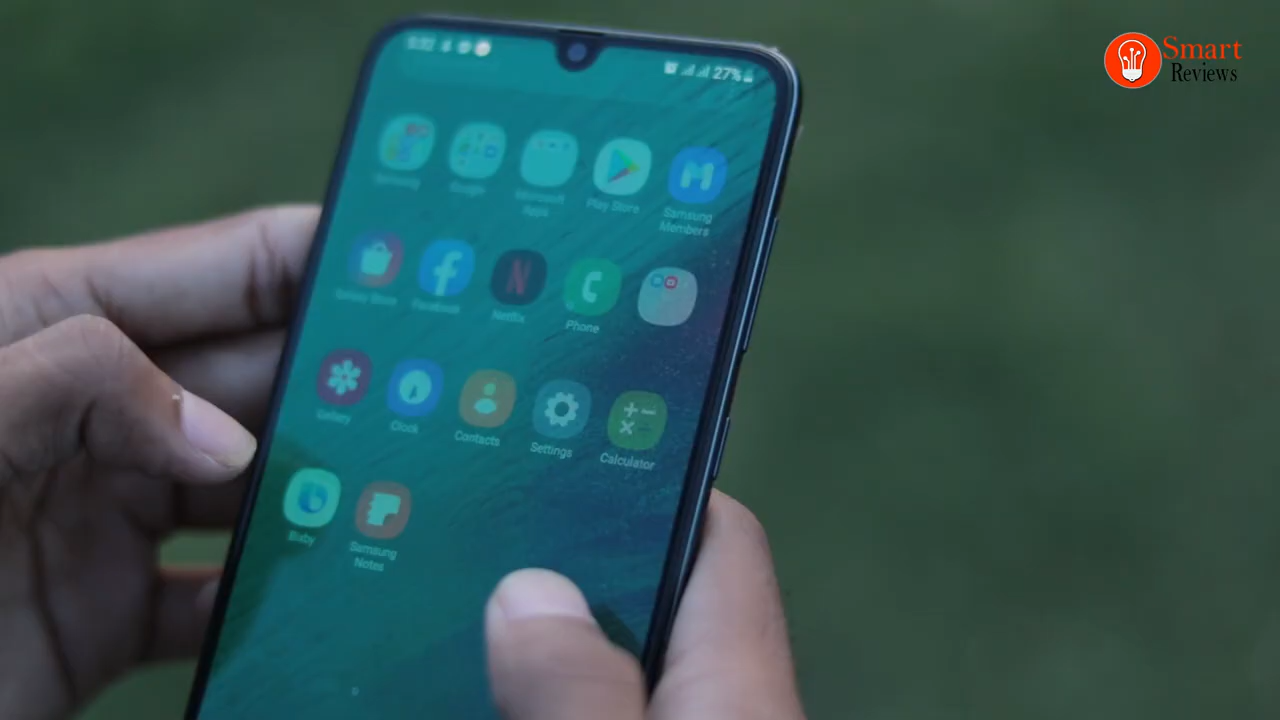 Smart
Reviews
27%
Samsung
Google
Microsoft
Apps
Play Store
Samsung
Members
Galaxy Store
Facebook
Netflix
Phone
Gallery
Clock
Contacts
Settings
Calculator
Bixby
Samsung
Notes